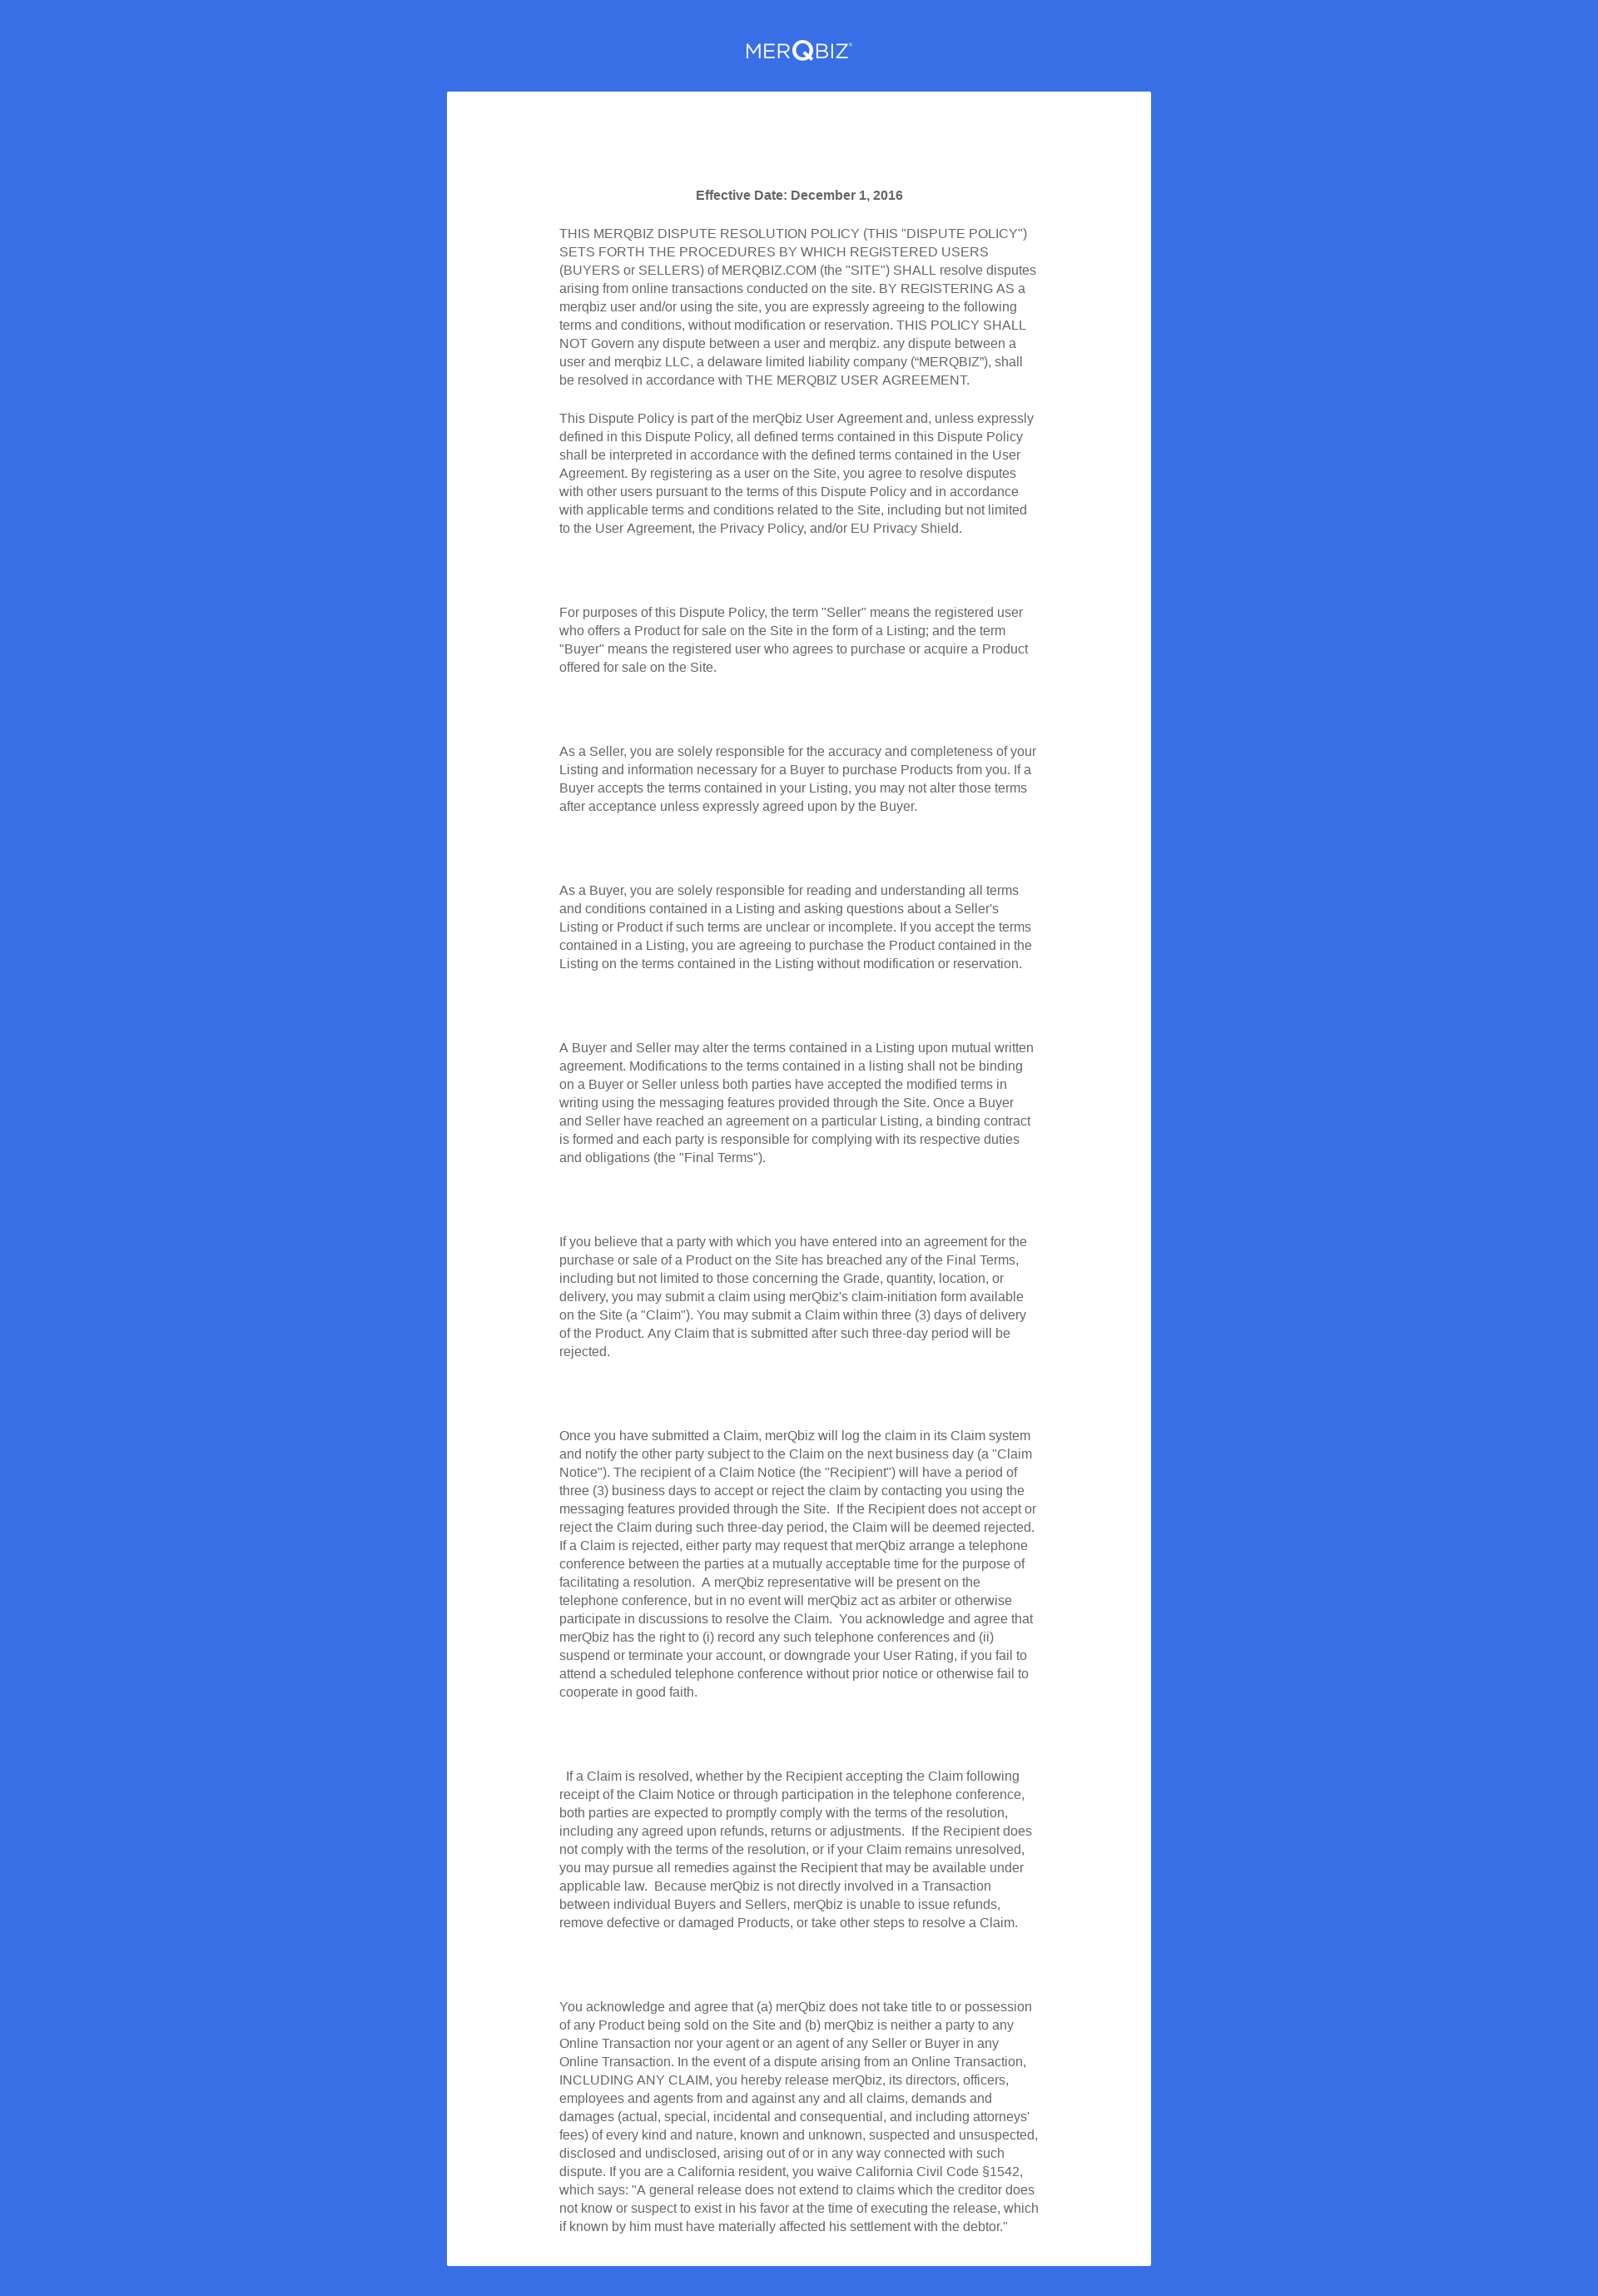 MERQBIZ®
Effective Date: December 1, 2016
THIS MERQBIZ DISPUTE RESOLUTION POLICY (THIS "DISPUTE POLICY")
SETS FORTH THE PROCEDURES BY WHICH REGISTERED USERS
(BUYERS or SELLERS) of MERQBIZ.COM (the "SITE") SHALL resolve disputes
arising from online transactions conducted on the site. BY REGISTERING AS a
merqbiz user and/or using the site, you are expressly agreeing to the following
terms and conditions, without modification or reservation. THIS POLICY SHALL
NOT Govern any dispute between a user and merqbiz. any dispute between a
user and merqbiz LLC, a delaware limited liability company (“MERQBIZ”), shall
be resolved in accordance with THE MERQBIZ USER AGREEMENT.
This Dispute Policy is part of the merQbiz User Agreement and, unless expressly
defined in this Dispute Policy, all defined terms contained in this Dispute Policy
shall be interpreted in accordance with the defined terms contained in the User
Agreement. By registering as a user on the Site, you agree to resolve disputes
with other users pursuant to the terms of this Dispute Policy and in accordance
with applicable terms and conditions related to the Site, including but not limited
to the User Agreement, the Privacy Policy, and/or EU Privacy Shield.
For purposes of this Dispute Policy, the term "Seller" means the registered user
who offers a Product for sale on the Site in the form of a Listing; and the term
"Buyer" means the registered user who agrees to purchase or acquire a Product
offered for sale on the Site.
As a Seller, you are solely responsible for the accuracy and completeness of your
Listing and information necessary for a Buyer to purchase Products from you. If a
Buyer accepts the terms contained in your Listing, you may not alter those terms
after acceptance unless expressly agreed upon by the Buyer.
As a Buyer, you are solely responsible for reading and understanding all terms
and conditions contained in a Listing and asking questions about a Seller's
Listing or Product if such terms are unclear or incomplete. If you accept the terms
contained in a Listing, you are agreeing to purchase the Product contained in the
Listing on the terms contained in the Listing without modification or reservation.
A Buyer and Seller may alter the terms contained in a Listing upon mutual written
agreement. Modifications to the terms contained in a listing shall not be binding
on a Buyer or Seller unless both parties have accepted the modified terms in
writing using the messaging features provided through the Site. Once a Buyer
and Seller have reached an agreement on a particular Listing, a binding contract
is formed and each party is responsible for complying with its respective duties
and obligations (the "Final Terms").
If you believe that a party with which you have entered into an agreement for the
purchase or sale of a Product on the Site has breached any of the Final Terms,
including but not limited to those concerning the Grade, quantity, location, or
delivery, you may submit a claim using merQbiz's claim-initiation form available
on the Site (a "Claim"). You may submit a Claim within three (3) days of delivery
of the Product. Any Claim that is submitted after such three-day period will be
rejected.
Once you have submitted a Claim, merQbiz will log the claim in its Claim system
and notify the other party subject to the Claim on the next business day (a "Claim
Notice"). The recipient of a Claim Notice (the "Recipient") will have a period of
three (3) business days to accept or reject the claim by contacting you using the
messaging features provided through the Site.  If the Recipient does not accept or
reject the Claim during such three-day period, the Claim will be deemed rejected.
If a Claim is rejected, either party may request that merQbiz arrange a telephone
conference between the parties at a mutually acceptable time for the purpose of
facilitating a resolution.  A merQbiz representative will be present on the
telephone conference, but in no event will merQbiz act as arbiter or otherwise
participate in discussions to resolve the Claim.  You acknowledge and agree that
merQbiz has the right to (i) record any such telephone conferences and (ii)
suspend or terminate your account, or downgrade your User Rating, if you fail to
attend a scheduled telephone conference without prior notice or otherwise fail to
cooperate in good faith.
If a Claim is resolved, whether by the Recipient accepting the Claim following
receipt of the Claim Notice or through participation in the telephone conference,
both parties are expected to promptly comply with the terms of the resolution,
including any agreed upon refunds, returns or adjustments.  If the Recipient does
not comply with the terms of the resolution, or if your Claim remains unresolved,
you may pursue all remedies against the Recipient that may be available under
applicable law.  Because merQbiz is not directly involved in a Transaction
between individual Buyers and Sellers, merQbiz is unable to issue refunds,
remove defective or damaged Products, or take other steps to resolve a Claim.
You acknowledge and agree that (a) merQbiz does not take title to or possession
of any Product being sold on the Site and (b) merQbiz is neither a party to any
Online Transaction nor your agent or an agent of any Seller or Buyer in any
Online Transaction. In the event of a dispute arising from an Online Transaction,
INCLUDING ANY CLAIM, you hereby release merQbiz, its directors, officers,
employees and agents from and against any and all claims, demands and
damages (actual, special, incidental and consequential, and including attorneys'
fees) of every kind and nature, known and unknown, suspected and unsuspected,
disclosed and undisclosed, arising out of or in any way connected with such
dispute. If you are a California resident, you waive California Civil Code §1542,
which says: "A general release does not extend to claims which the creditor does
not know or suspect to exist in his favor at the time of executing the release, which
if known by him must have materially affected his settlement with the debtor."